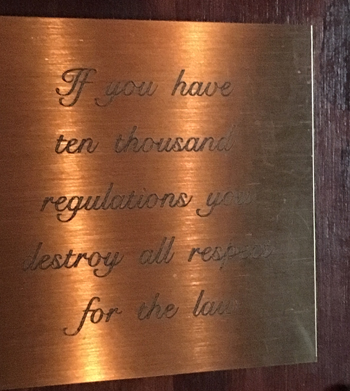 If you have
ten thousand
regulations you
destroy all respect
for the law